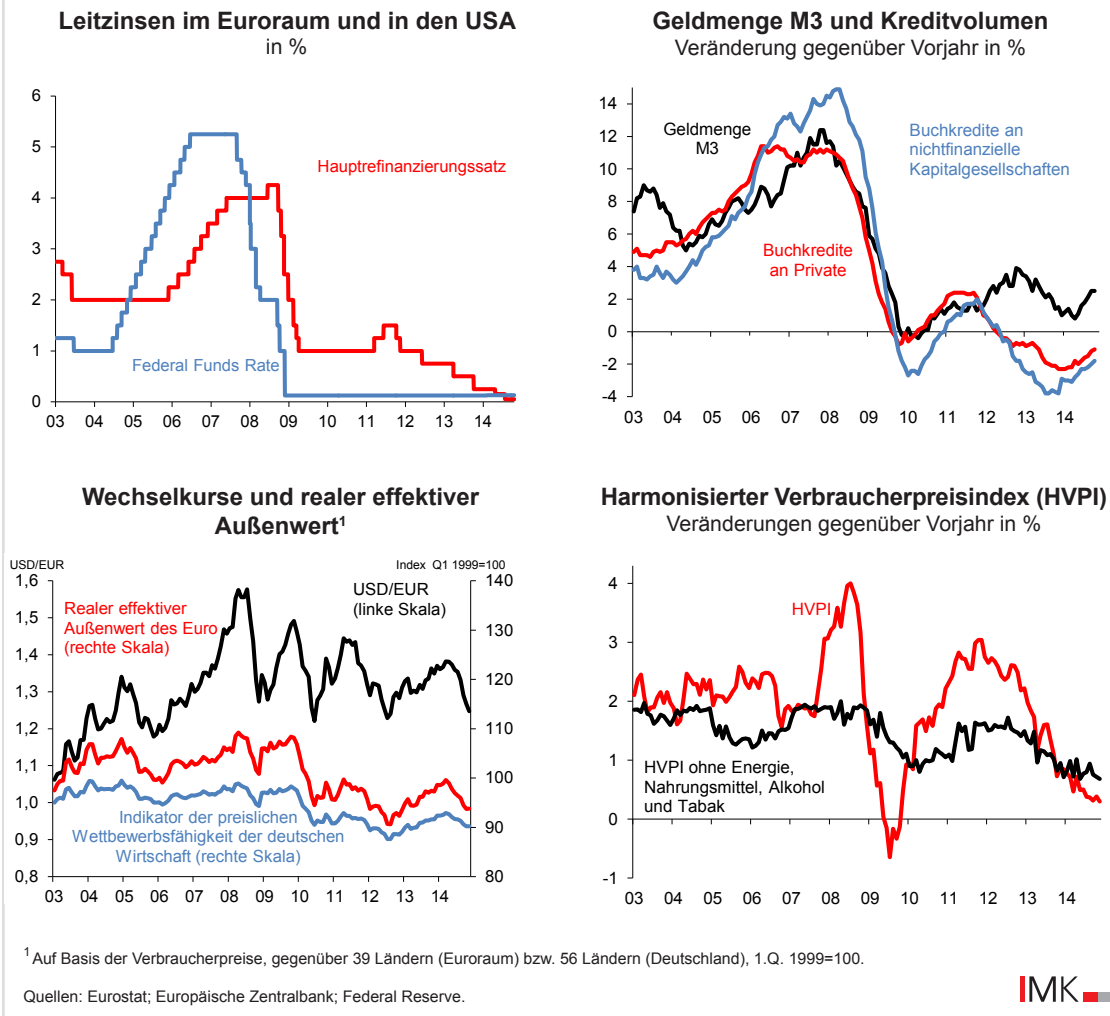 Leitzinsen im Euroraum und in den USA
in %
6
5
4
3
2
1
0
03 04 05 06 07 08 09 10 11 12 13 14
Hauptrefinanzierungssatz
Federal Funds Rate
Geldmenge M3 und Kreditvolumen
Veränderung gegenüber Vorjahr in %
14
12
10
8
6
4
2
0
-2
-4
03 04 05 06 07 08 09 10 11 12 13 14
Geldmenge
M3
Buchkredite an
nichtfinanzielle
Kapitalgesellschaften
Buchkredite
an Private
Wechselkurse und realer effektiver
Außenwert¹
USD/EUR
Index Q1 1999=100
1,6
1,5
1,4
1,3
1,2
1,1
1,0
0,9
0,8
140
130
120
110
100
90
80
03 04 05 06 07 08 09 10 11 12 13 14
Realer effektiver
Außenwert des Euro
(rechte Skala)
USD/EUR
(linke Skala)
Indikator der preislichen
Wettbewerbsfähigkeit der deutschen
Wirtschaft (rechte Skala)
Harmonisierter Verbraucherpreisindex (HVPI)
Veränderungen gegenüber Vorjahr in %
4
3
2
1
0
-1
03 04 05 06 07 08 09 10 11 12 13 14
HVPI
HVPI ohne Energie,
Nahrungsmittel, Alkohol
und Tabak
¹ Auf Basis der Verbraucherpreise, gegenüber 39 Ländern (Euroraum) bzw. 56 Ländern (Deutschland), 1.Q. 1999=100.
Quellen: Eurostat; Europäische Zentralbank; Federal Reserve.
IMK